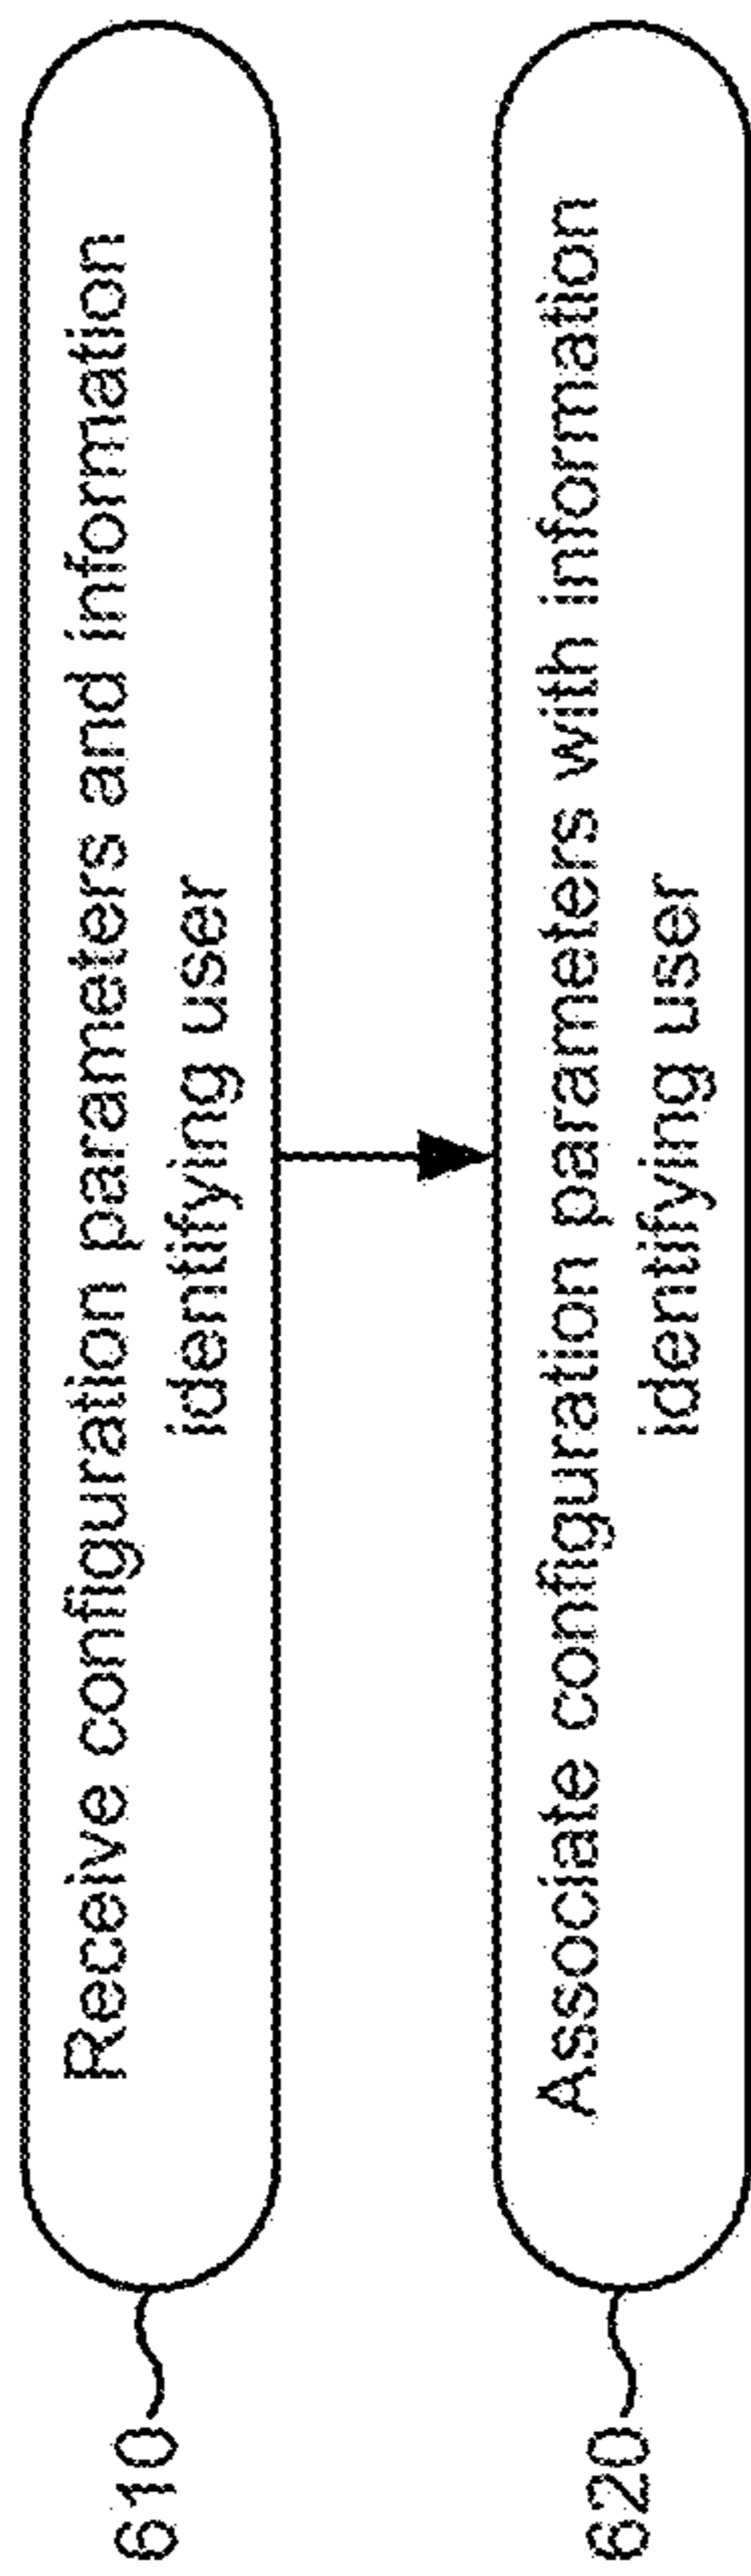 610
Receive configuration parameters and information
identifying user
620
Associate configuration parameters with information
identifying user